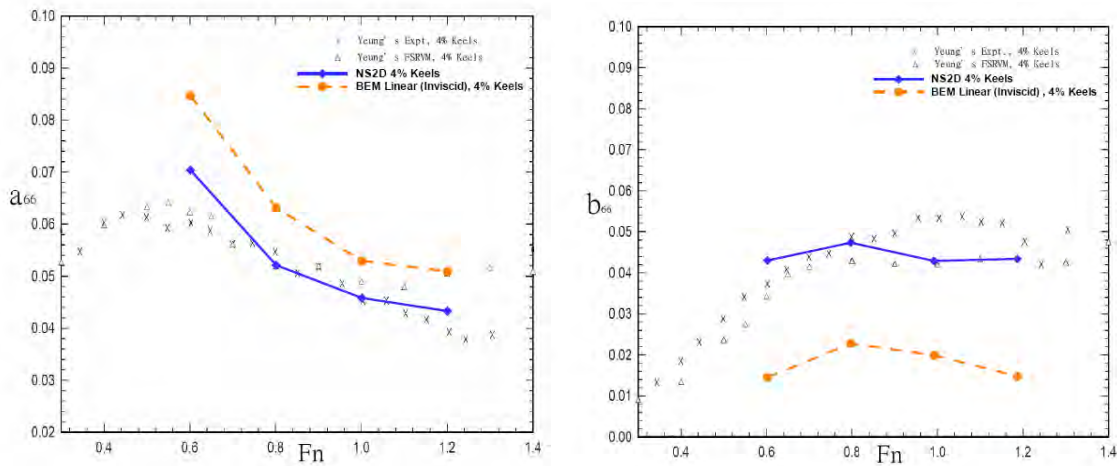 0.10
0.09
0.08
0.07
0.06
0.05
0.04
0.03
0.02
a66
0.4
0.6
0.8
1.0
1.2
1.4
Fn
Yeung' s Expt, 4% Keels
Yeung' s FSRVM, 4% Keels
NS2D 4% Keels
BEM Linear (Inviscid), 4% Keels
0.10
0.09
0.08
0.07
0.06
0.05
0.04
0.03
0.02
0.01
0.00
b66
0.4
0.6
0.8
1.0
1.2
1.4
Fn
Yeung' s Expt., 4% Keels
Yeung' s FSRVM, 4% Keels
NS2D 4% Keels
BEM Linear (Inviscid) , 4% Keels